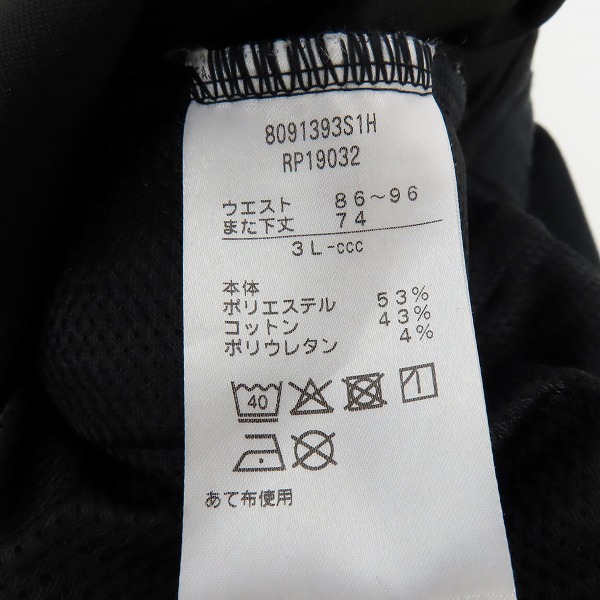 8091393S1H
RP19032
ウエスト 86～96
また下丈 74
3L-ccc
本体
ポリエステル 53%
コットン 43%
ポリウレタン 4%
40
あて布使用